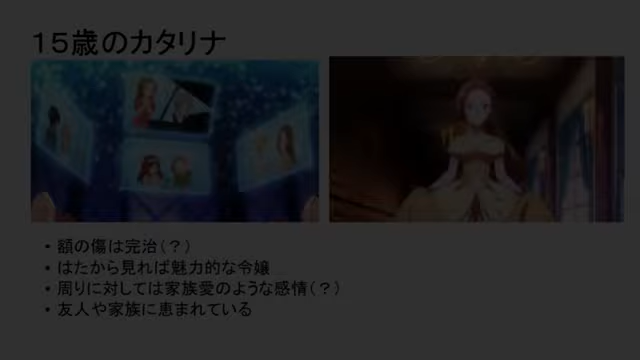 15歳のカタリナ
・額の傷は完治(?)
・はたから見れば魅力的な令嬢
・周りに対しては家族愛のような感情(?)
・友人や家族に恵まれている